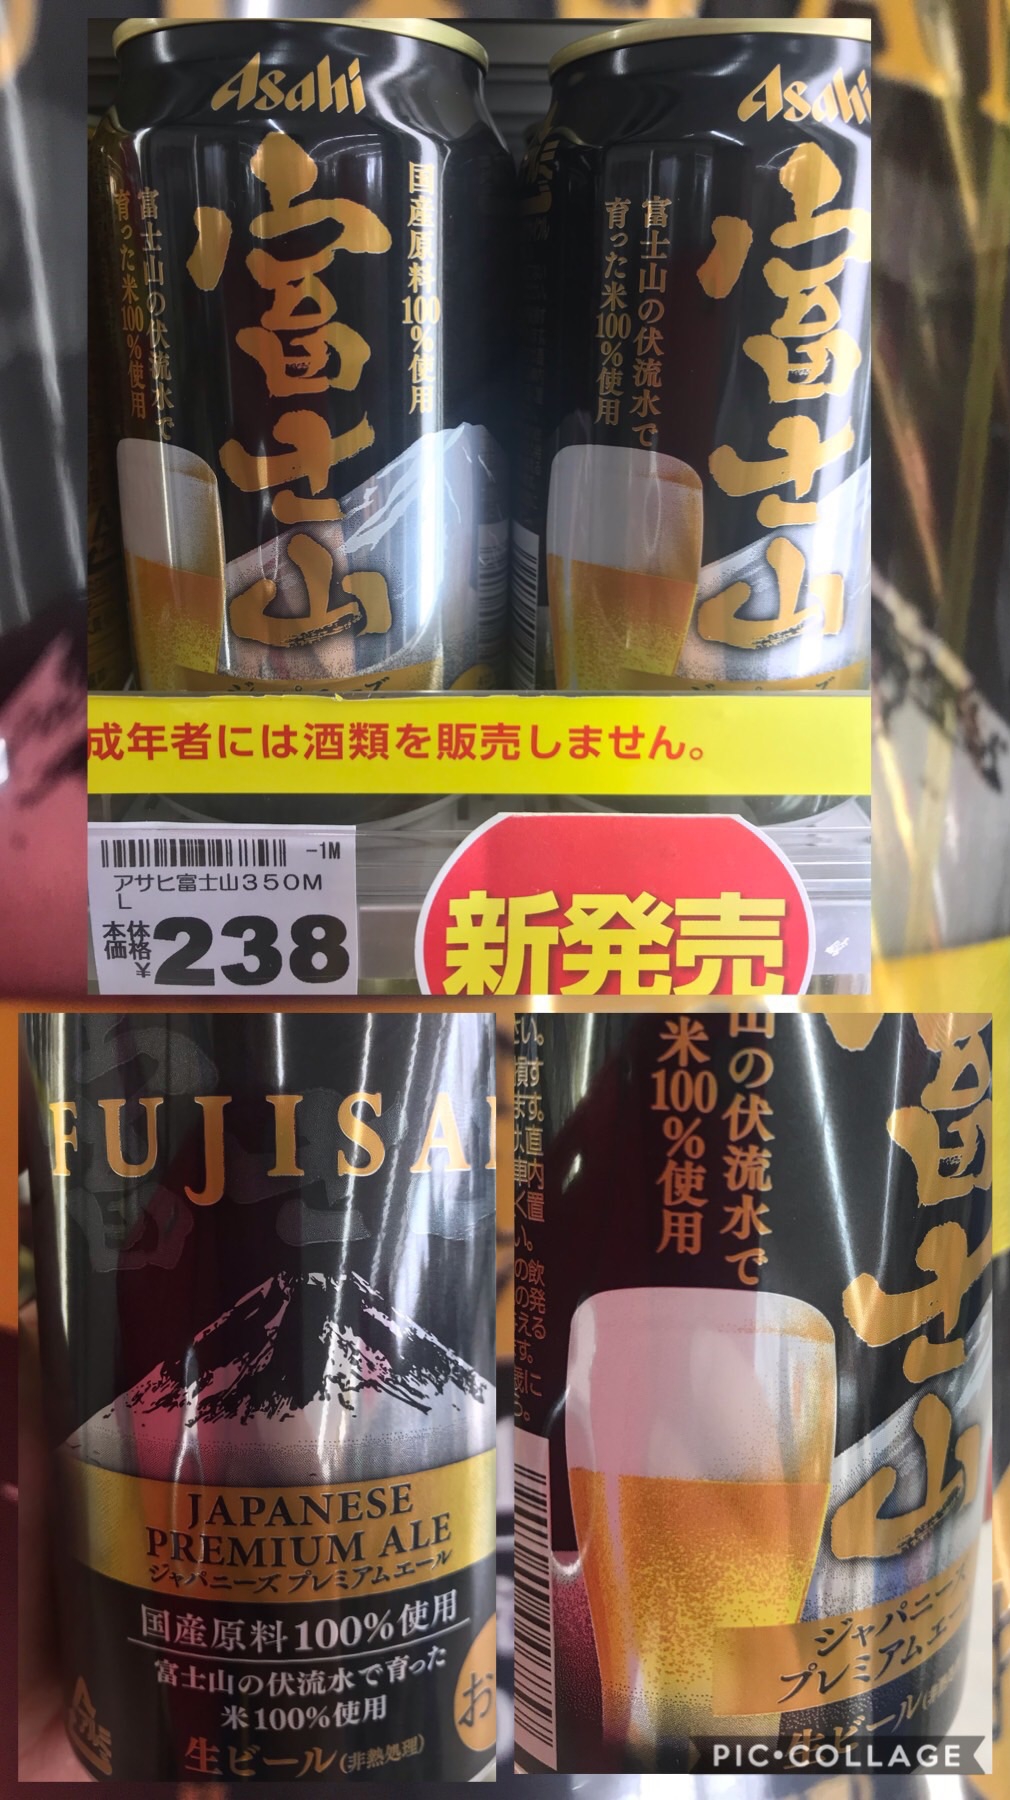 Asahi
富士山
国産原料100%使用
富士山の伏流水で
育った米100%使用
Asahi
富士山
富士山の伏流水で
育った米100%使用
成年者には酒類を販売しません。
-1M
アサヒ富士山350M
L
本体
価格
¥238
新発売
FUJISA
富士
JAPANESE
PREMIUM ALE
ジャパニーズ プレミアムエール
国産原料100%使用
富士山の伏流水で育った
米100%使用
生ビール(非熱処理)
お
山の伏流水で
米100%使用
富士山
ジャパニーズ
プレミアムエー
生ビール
PIC•COLLAGE